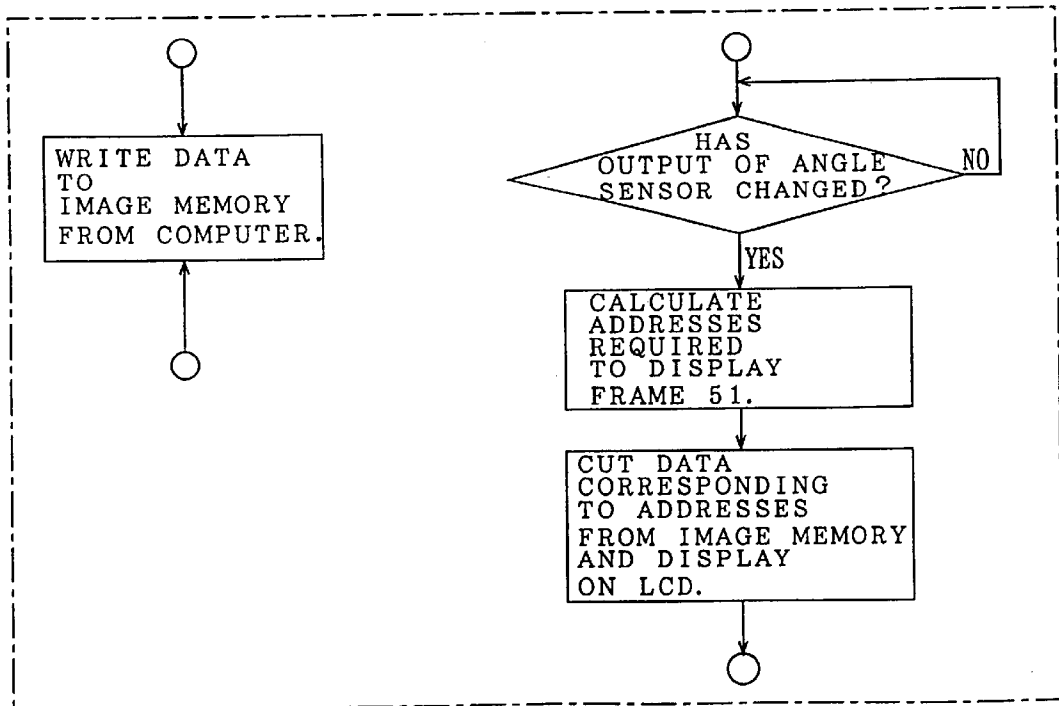 WRITE DATA
TO
IMAGE MEMORY
FROM COMPUTER.
HAS
OUTPUT OF ANGLE
SENSOR CHANGED?
NO
YES
CALCULATE
ADDRESSES
REQUIRED
TO DISPLAY
FRAME 51.
CUT DATA
CORRESPONDING
TO ADDRESSES
FROM IMAGE MEMORY
AND DISPLAY
ON LCD.